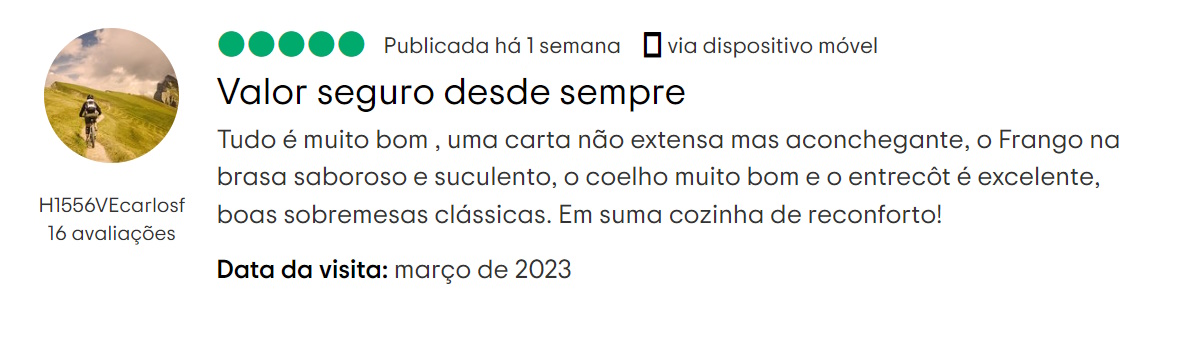 Publicada há 1 semana via dispositivo móvel
Valor seguro desde sempre
Tudo é muito bom , uma carta não extensa mas aconchegante, o Frango na
brasa saboroso e suculento, o coelho muito bom e o entrecôt é excelente,
boas sobremesas clássicas. Em suma cozinha de reconforto!
H1556VEcarlosf
16 avaliações
Data da visita: março de 2023